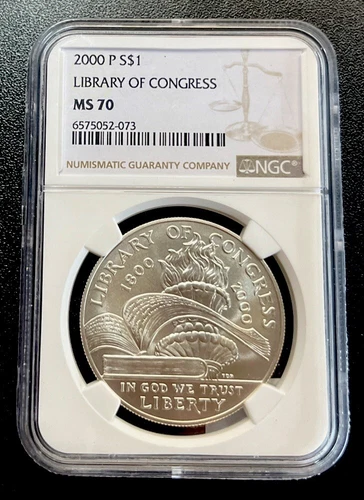 2000 P S$1
LIBRARY OF CONGRESS
MS 70
6575052-073
NUMISMATIC GUARANTY COMPANY
NGC
LIBRARY OF CONGRESS
1800
2000
IN GOD WE TRUST
LIBERTY